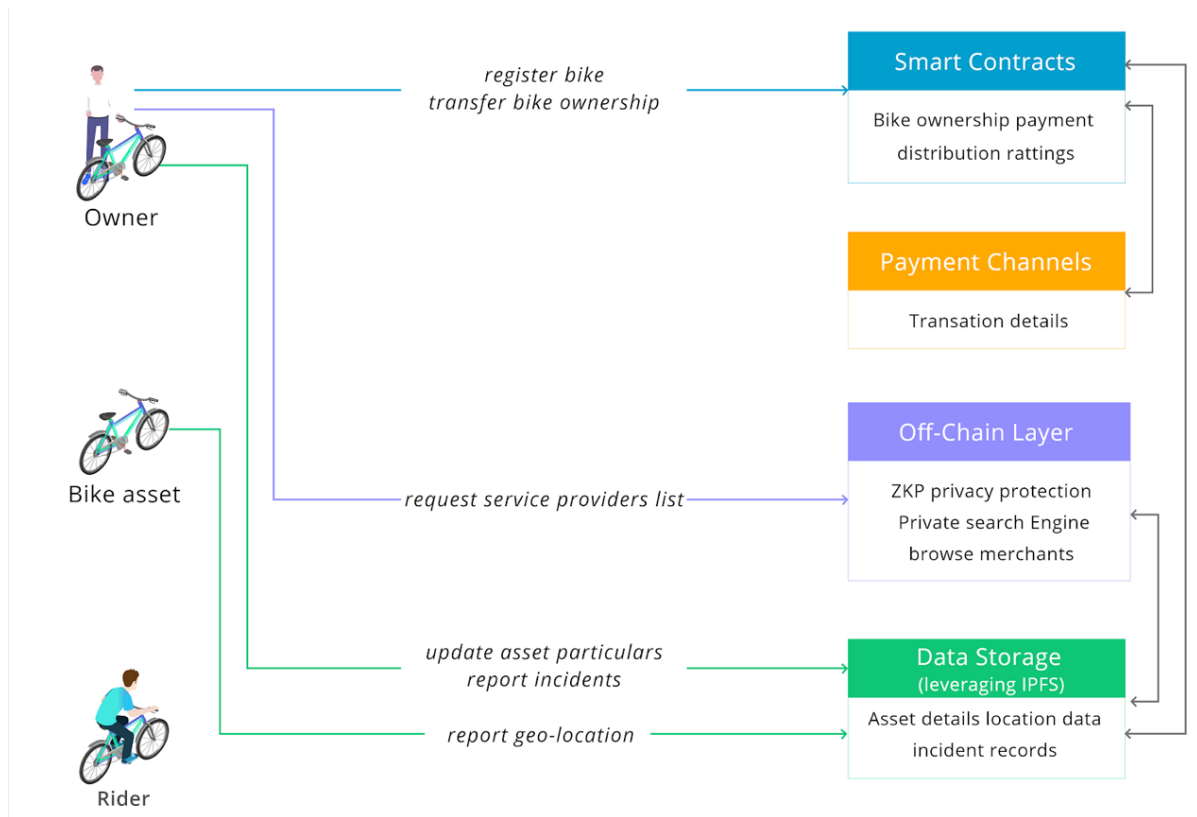 register bike
transfer bike ownership
Owner
Smart Contracts
Bike ownership payment
distribution rattings
Payment Channels
Transation details
Bike asset
request service providers list
Off-Chain Layer
ZKP privacy protection
Private search Engine
browse merchants
update asset particulars
report incidents
report geo-location
Data Storage
(leveraging IPFS)
Asset details location data
incident records
Rider